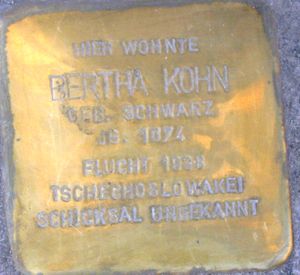 HIER WOHNTE
BERTHA KOHN
GEB. SCHWARZ
JG. 1874
FLUCHT 1938
TSCHECHOSLOWAKEI
SCHICKSAL UNBEKANNT